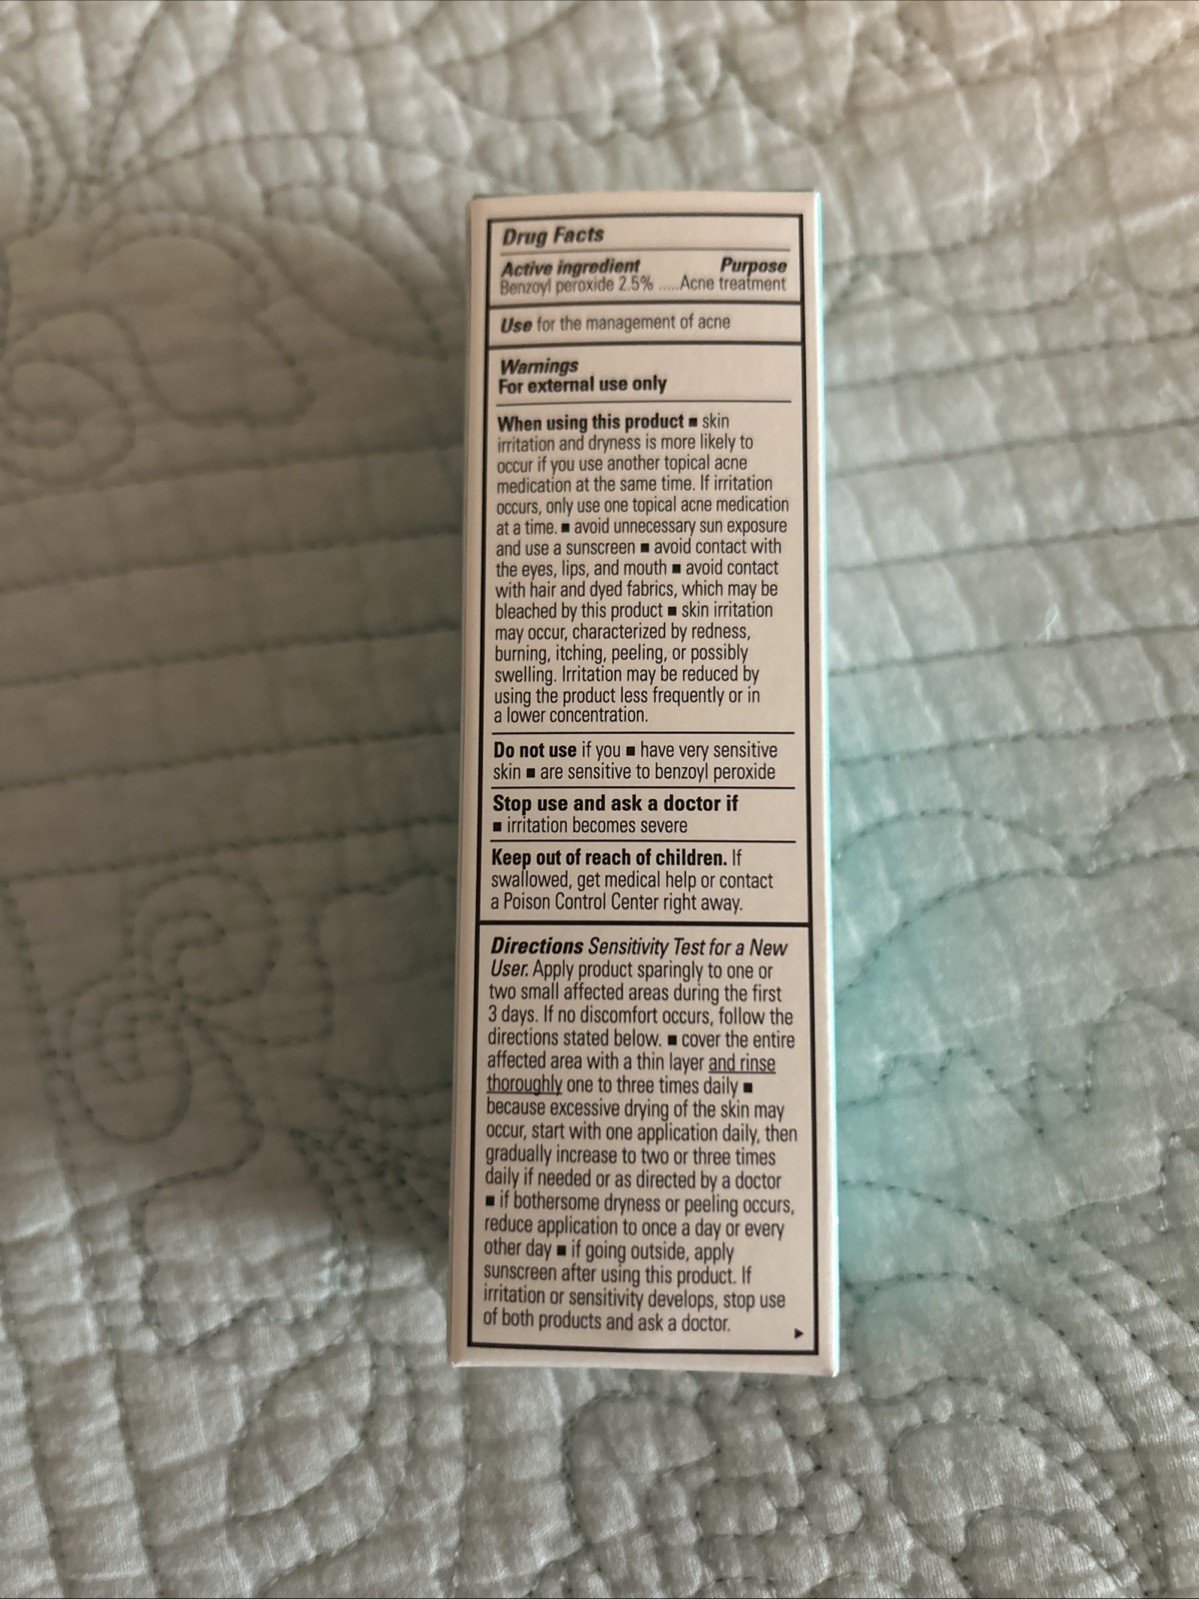 Drug Facts
Active ingredient Purpose
Benzoyl peroxide 2.5% .....Acne treatment
Use for the management of acne
Warnings
For external use only
When using this product ■ skin
irritation and dryness is more likely to
occur if you use another topical acne
medication at the same time. If irritation
occurs, only use one topical acne medication
at a time. ■ avoid unnecessary sun exposure
and use a sunscreen ■ avoid contact with
the eyes, lips, and mouth ■ avoid contact
with hair and dyed fabrics, which may be
bleached by this product ■ skin irritation
may occur, characterized by redness,
burning, itching, peeling, or possibly
swelling. Irritation may be reduced by
using the product less frequently or in
a lower concentration.
Do not use if you ■ have very sensitive
skin ■ are sensitive to benzoyl peroxide
Stop use and ask a doctor if
■ irritation becomes severe
Keep out of reach of children. If
swallowed, get medical help or contact
a Poison Control Center right away.
Directions Sensitivity Test for a New
User. Apply product sparingly to one or
two small affected areas during the first
3 days. If no discomfort occurs, follow the
directions stated below. ■ cover the entire
affected area with a thin layer and rinse
thoroughly one to three times daily ■
because excessive drying of the skin may
occur, start with one application daily, then
gradually increase to two or three times
daily if needed or as directed by a doctor
■ if bothersome dryness or peeling occurs,
reduce application to once a day or every
other day ■ if going outside, apply
sunscreen after using this product. If
irritation or sensitivity develops, stop use
of both products and ask a doctor.